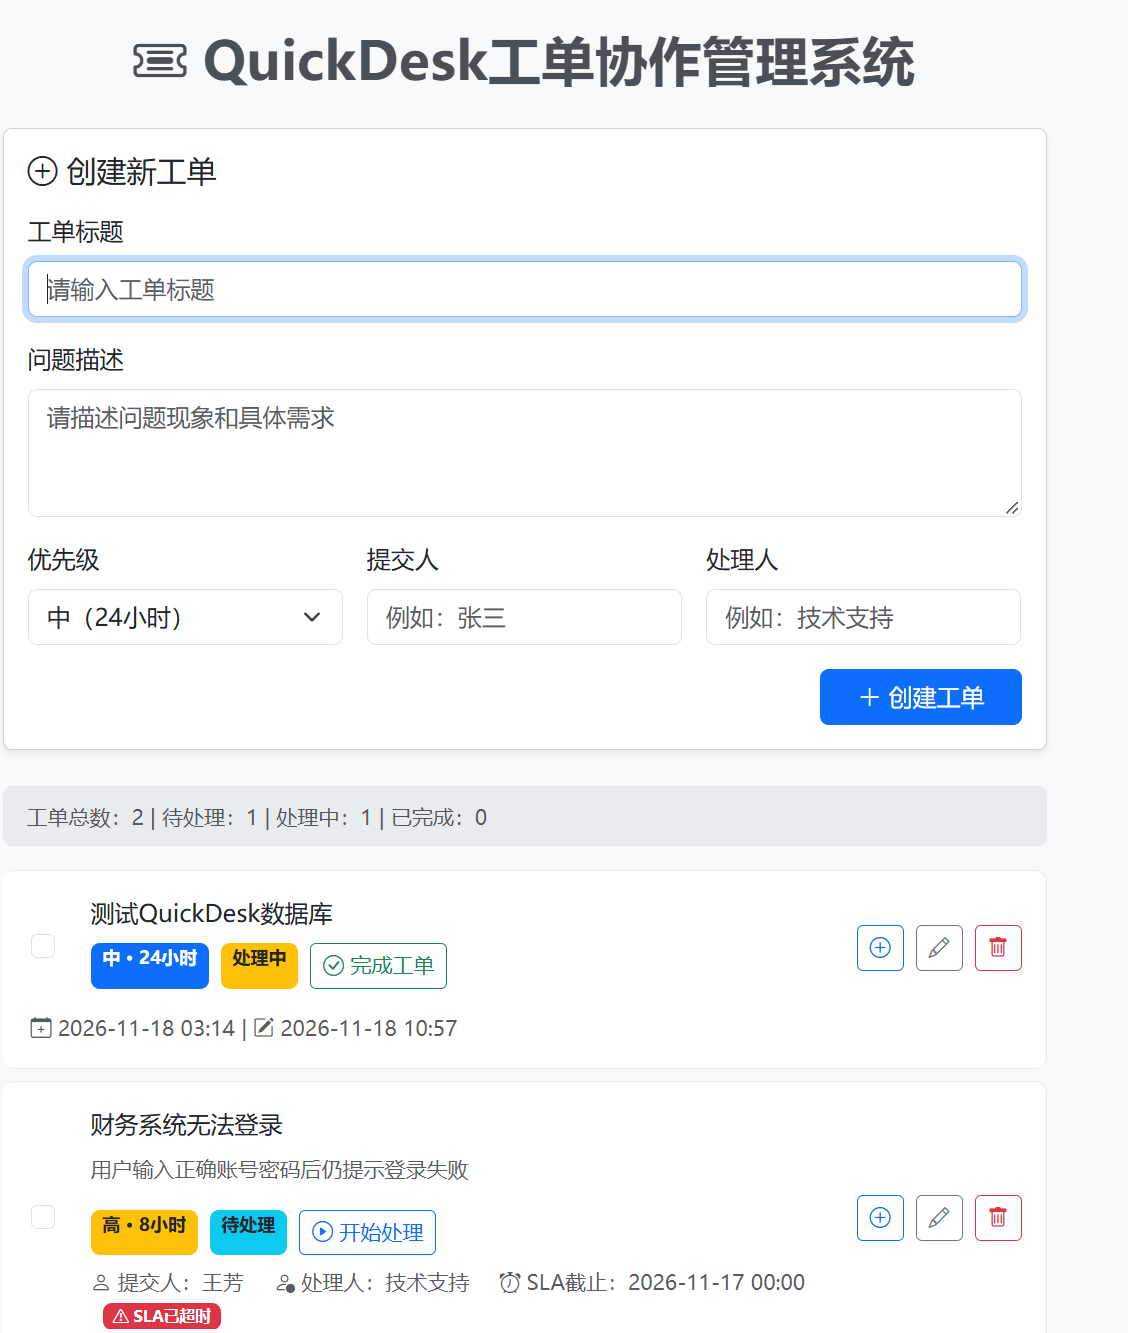 QuickDesk工单协作管理系统
创建新工单
工单标题
请输入工单标题
问题描述
请描述问题现象和具体需求
优先级 提交人 处理人
中（24小时） 例如：张三 例如：技术支持
创建工单
工单总数：2 | 待处理：1 | 处理中：1 | 已完成：0
测试QuickDesk数据库
中 • 24小时 处理中 完成工单
2026-11-18 03:14 | 2026-11-18 10:57
财务系统无法登录
用户输入正确账号密码后仍提示登录失败
高 • 8小时 待处理 开始处理
提交人：王芳 处理人：技术支持 SLA截止：2026-11-17 00:00
SLA已超时